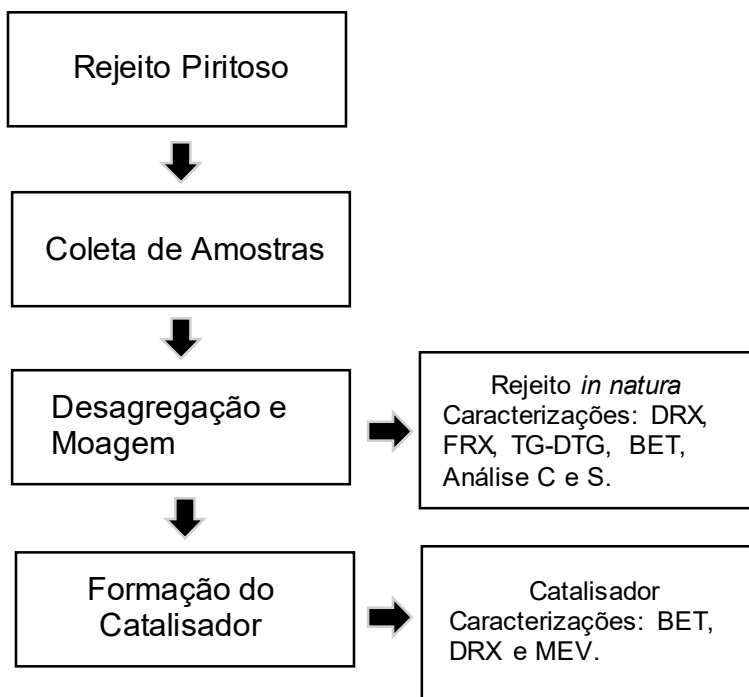 Rejeito Piritoso
Coleta de Amostras
Desagregação e
Moagem
Rejeito in natura
Caracterizações: DRX,
FRX, TG-DTG, BET,
Análise C e S.
Formação do
Catalisador
Catalisador
Caracterizações: BET,
DRX e MEV.